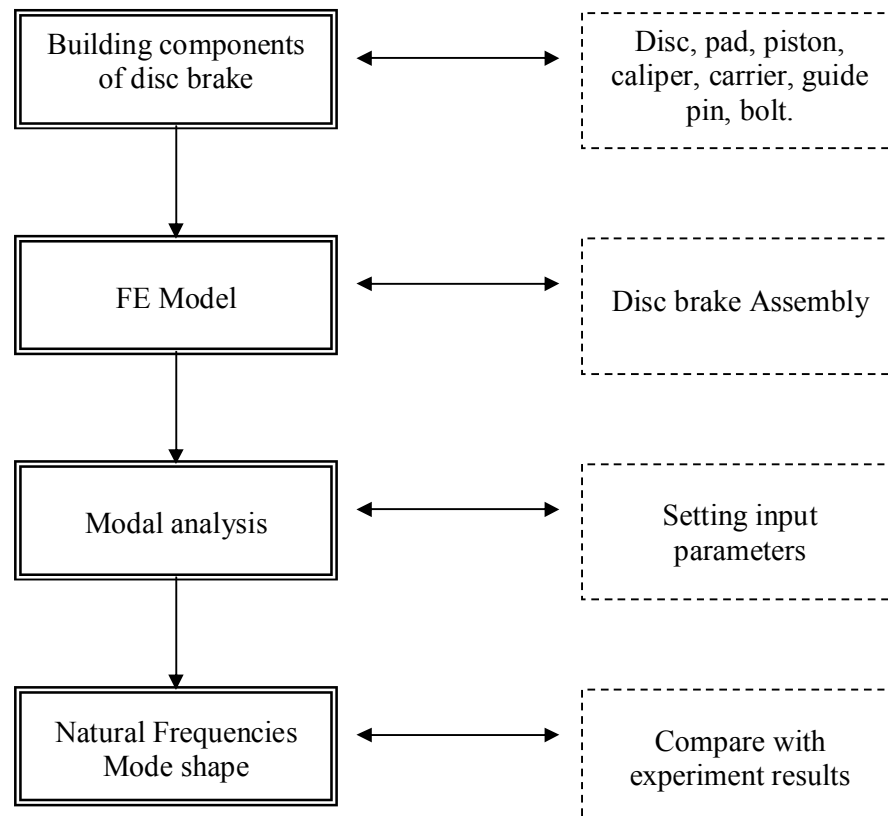 Building components
of disc brake
Disc, pad, piston,
caliper, carrier, guide
pin, bolt.
FE Model
Disc brake Assembly
Modal analysis
Setting input
parameters
Natural Frequencies
Mode shape
Compare with
experiment results